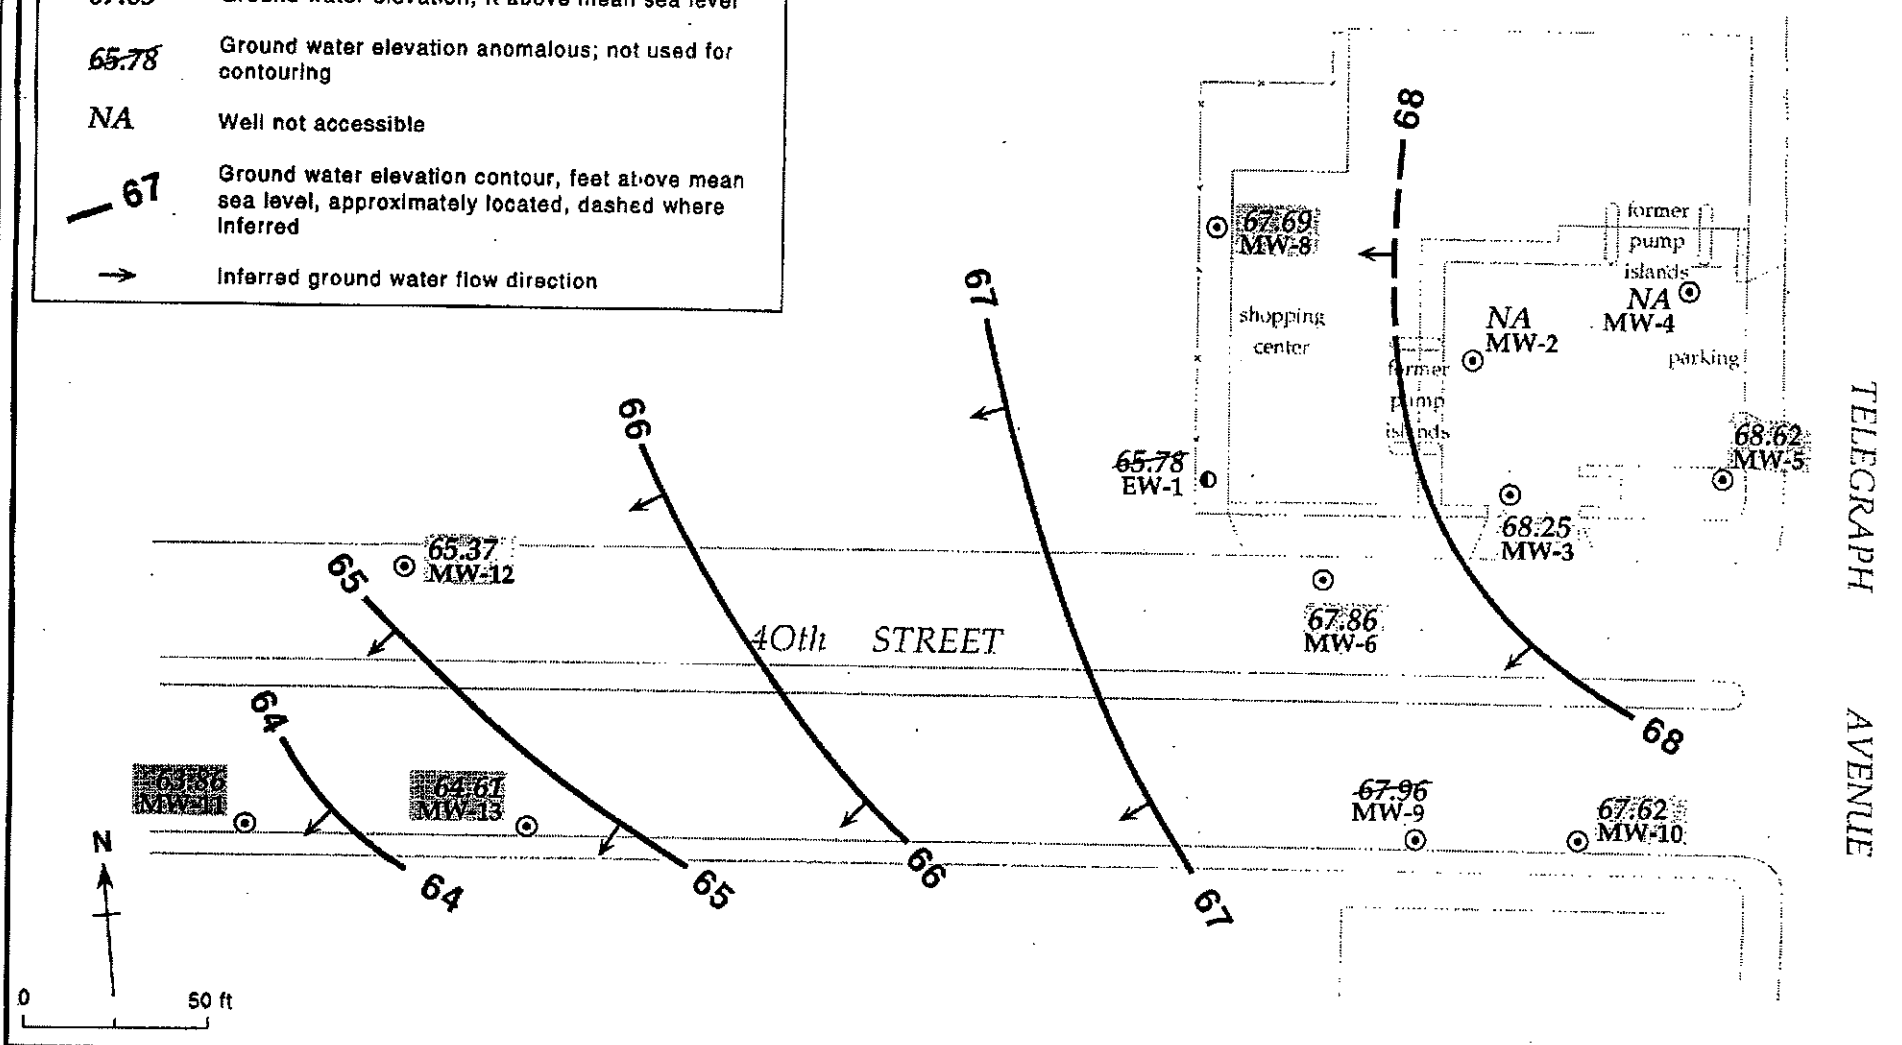 65.78
Ground water elevation anomalous; not used for
contouring
NA
Well not accessible
67
Ground water elevation contour, feet above mean
sea level, approximately located, dashed where
Inferred
Inferred ground water flow direction
68
67.69
MW-8
former
pump
islands
NA
MW-4
67
shopping
center
NA
MW-2
parking
former
pump
islands
66
68.62
MW-5
65.78
EW-1
TELEGRAPH
68.25
MW-3
65.37
MW-12
65
40th STREET
67.86
MW-6
64
68
AVENUE
63.86
MW-11
64.61
MW-13
67.96
MW-9
67.62
MW-10
N
64
65
66
67
0
50 ft